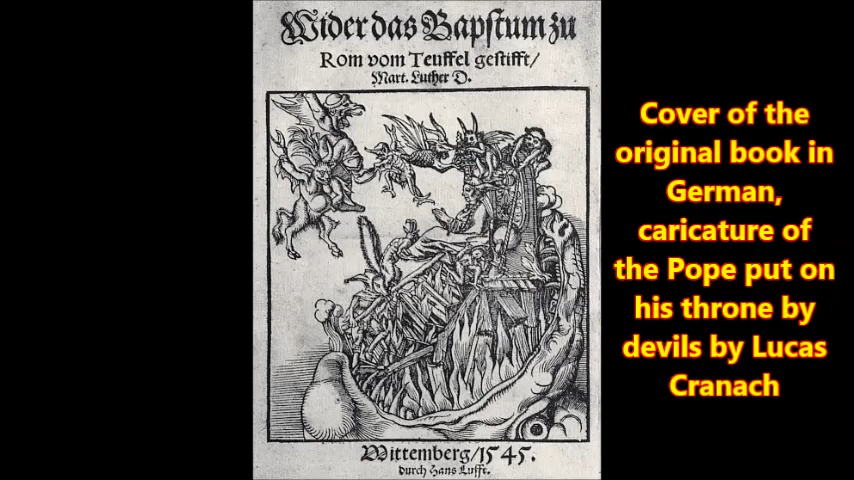 Wider das Bapstum zu
Rom vom Teuffel gestifft/
Mart. Luther D.
Wittemberg/1545.
durch Hans Lufft.
Cover of the
original book in
German,
caricature of
the Pope put on
his throne by
devils by Lucas
Cranach